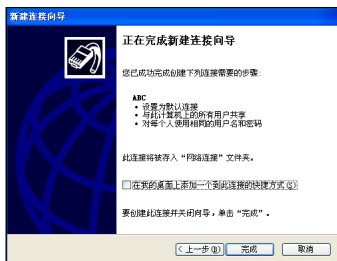 新建连接向导
正在完成新建连接向导
您已成功完成创建下列连接需要的步骤:
ABC
• 设置为默认连接
• 与此计算机上的所有用户共享
• 对每个人使用相同的用户名和密码
此连接将被存入“网络连接”文件夹。
在我的桌面上添加一个到此连接的快捷方式(S)
要创建此连接并关闭向导，单击“完成”。
<上一步(B)
完成
取消